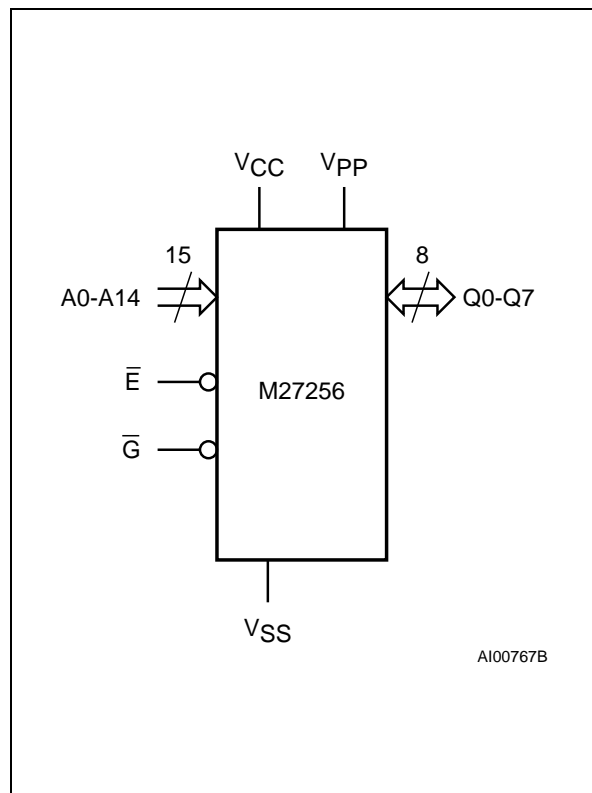 VCC VPP
15 8
A0-A14 Q0-Q7
E̅ M27256
G̅
VSS
AI00767B